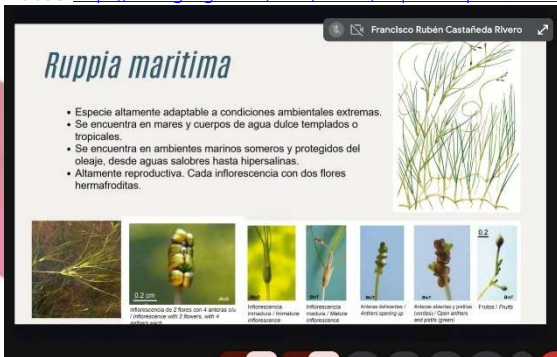 Francisco Rubén Castañeda Rivero
Ruppia maritima
• Especie altamente adaptable a condiciones ambientales extremas.
• Se encuentra en mares y cuerpos de agua dulce templados o
tropicales.
• Se encuentra en ambientes marinos someros y protegidos del
oleaje, desde aguas salobres hasta hipersalinas.
• Altamente reproductiva. Cada inflorescencia con dos flores
hermafroditas.
0.2 cm
0.2
Inflorescencia de 2 flores con 4 anteras c/u
/ Inflorescence with 2 flowers, with 4
anthers each
Inflorescencia
inmadura / Immature
inflorescence
Inflorescencia
madura / Mature
inflorescence
Anteras
/
Anthers opening up
Anteras abiertas y pistilos
(verdes) / Open anthers
and pistils (green)
Frutos / Fruits